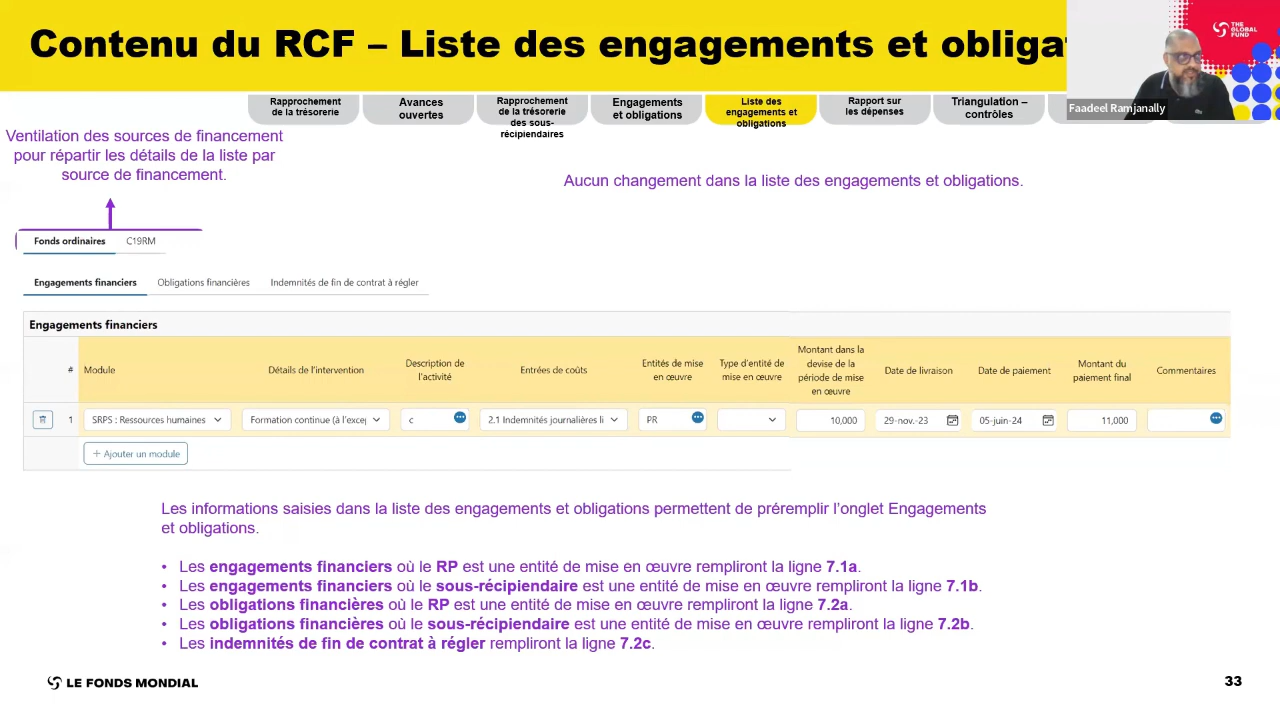 Contenu du RCF – Liste des engagements et obliga
THE
GLOBAL
FUND
Faadeel Ramjanally
Rapprochement
de la trésorerie
Avances
ouvertes
Rapprochement
de la trésorerie
des sous-
récipiendaires
Engagements
et obligations
Liste des
engagements et
obligations
Rapport sur
les dépenses
Triangulation –
contrôles
Ventilation des sources de financement
pour répartir les détails de la liste par
source de financement.
Aucun changement dans la liste des engagements et obligations.
Fonds ordinaires C19RM
Engagements financiers Obligations financières Indemnités de fin de contrat à régler
Engagements financiers
# Module Détails de l'intervention
Description de
l'activité
Entrées de coûts
Entités de mise
en œuvre
Type d'entité de
mise en œuvre
Montant dans la
devise de la
période de mise
en œuvre
Date de livraison
Date de paiement
Montant du
paiement final
Commentaires
1 SRPS : Ressources humaines Formation continue (à l'excep c 2.1 Indemnités journalières li PR 10,000 29-nov.-23 05-juin-24 11,000
+ Ajouter un module
Les informations saisies dans la liste des engagements et obligations permettent de préremplir l'onglet Engagements
et obligations.
• Les engagements financiers où le RP est une entité de mise en œuvre rempliront la ligne 7.1a.
• Les engagements financiers où le sous-récipiendaire est une entité de mise en œuvre rempliront la ligne 7.1b.
• Les obligations financières où le RP est une entité de mise en œuvre rempliront la ligne 7.2a.
• Les obligations financières où le sous-récipiendaire est une entité de mise en œuvre rempliront la ligne 7.2b.
• Les indemnités de fin de contrat à régler rempliront la ligne 7.2c.
LE FONDS MONDIAL
33